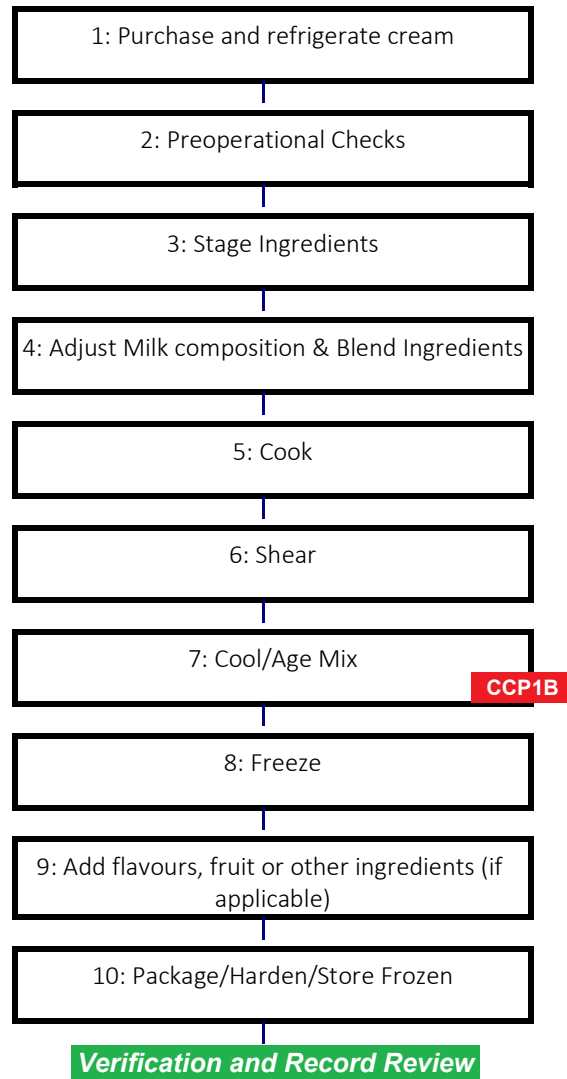 1: Purchase and refrigerate cream
2: Preoperational Checks
3: Stage Ingredients
4: Adjust Milk composition & Blend Ingredients
5: Cook
6: Shear
7: Cool/Age Mix
CCP1B
8: Freeze
9: Add flavours, fruit or other ingredients (if
applicable)
10: Package/Harden/Store Frozen
Verification and Record Review